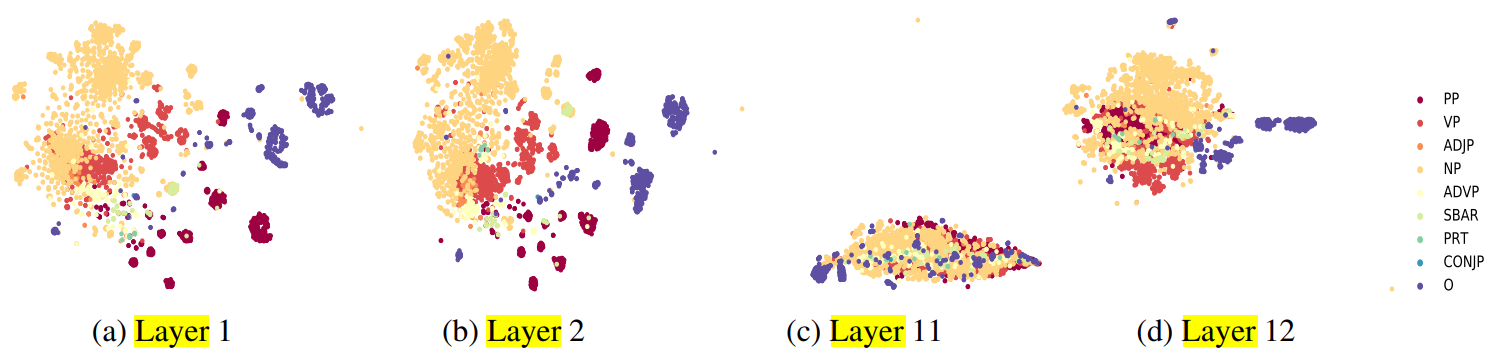 PP
VP
ADJP
NP
ADVP
SBAR
PRT
CONJP
O
(a) Layer 1
(b) Layer 2
(c) Layer 11
(d) Layer 12